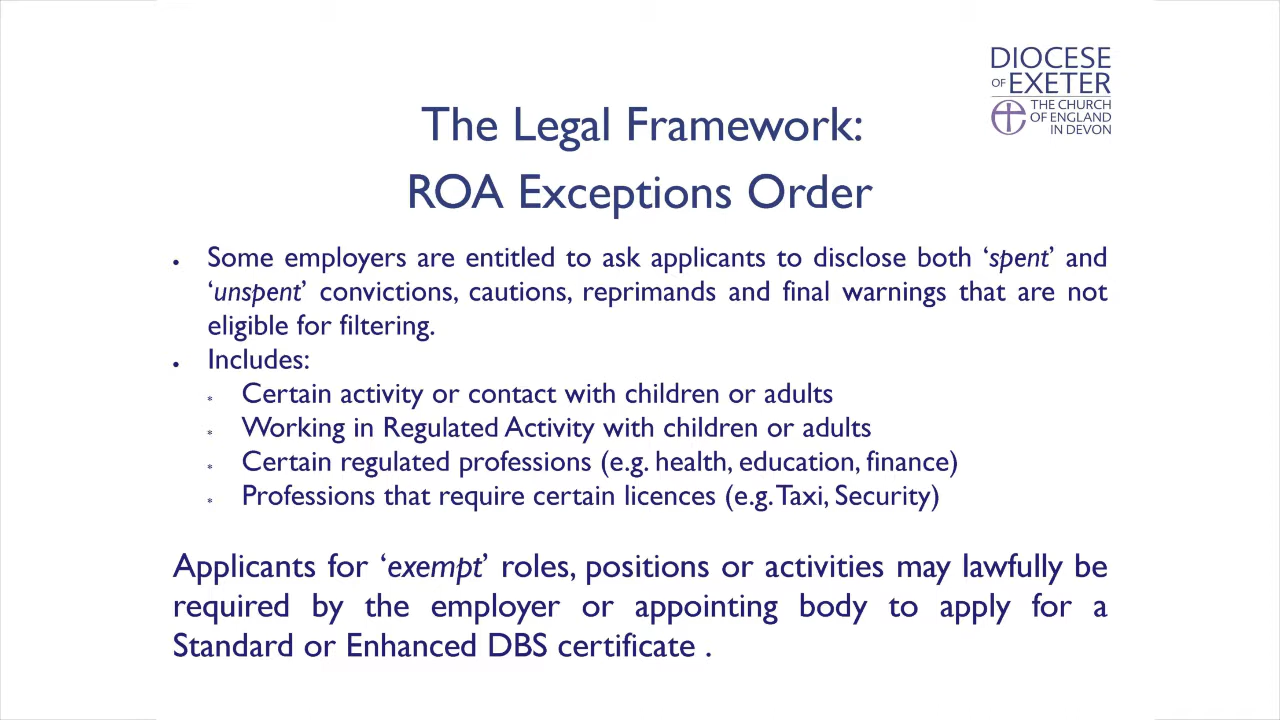 DIOCESE
OF EXETER
THE CHURCH
OF ENGLAND
IN DEVON
The Legal Framework:
ROA Exceptions Order
• Some employers are entitled to ask applicants to disclose both ‘spent’ and
‘unspent’ convictions, cautions, reprimands and final warnings that are not
eligible for filtering.
• Includes:
* Certain activity or contact with children or adults
* Working in Regulated Activity with children or adults
* Certain regulated professions (e.g. health, education, finance)
* Professions that require certain licences (e.g. Taxi, Security)
Applicants for ‘exempt’ roles, positions or activities may lawfully be
required by the employer or appointing body to apply for a
Standard or Enhanced DBS certificate .